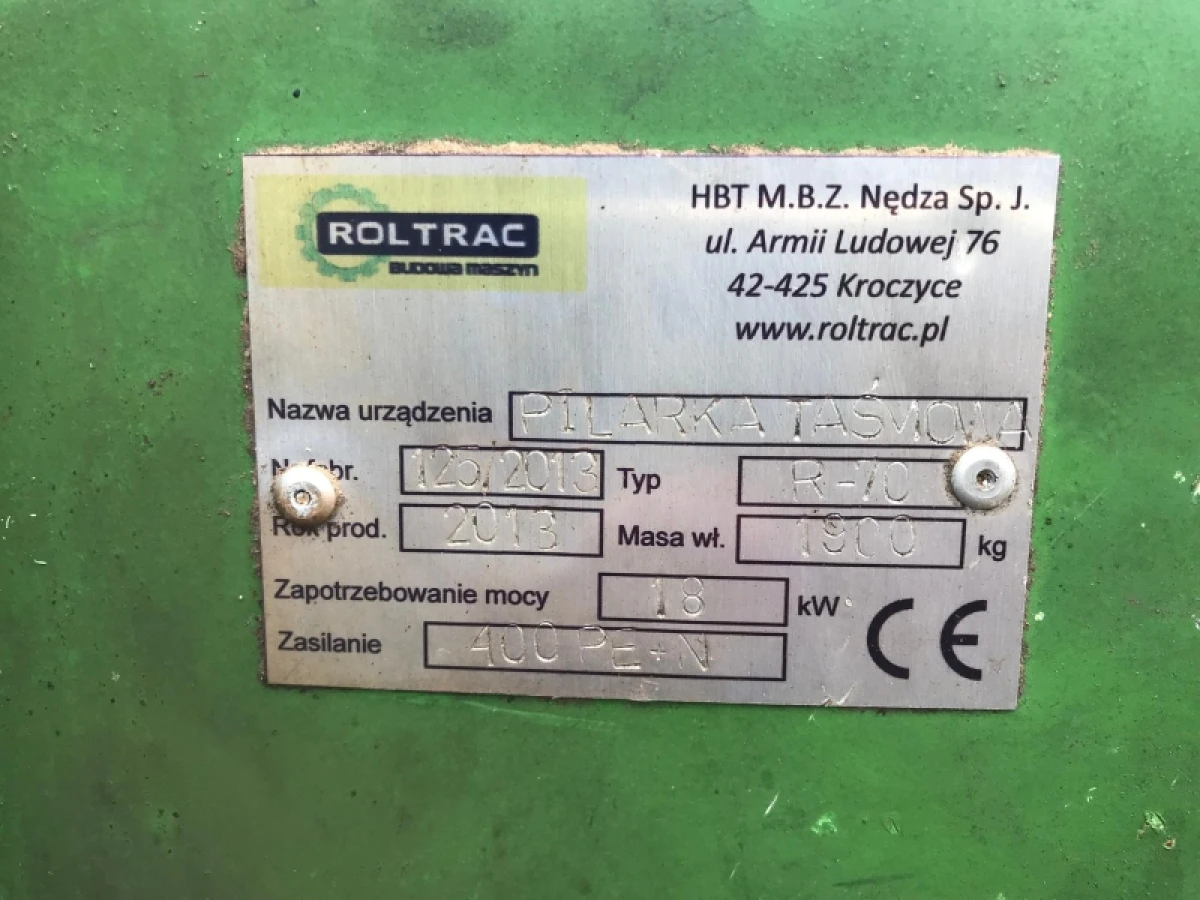 ROLTRAC
BUDOWA MASZYN
HBT M.B.Z. Nędza Sp. J.
ul. Armii Ludowej 76
42-425 Kroczyce
www.roltrac.pl
Nazwa urządzenia PILARKA TAŚMOWA
Nr fabr. 125/2013 Typ R-70
Rok prod. 2013 Masa wł. 1900 kg
Zapotrzebowanie mocy 18 kW
Zasilanie 400 PE+N
CE